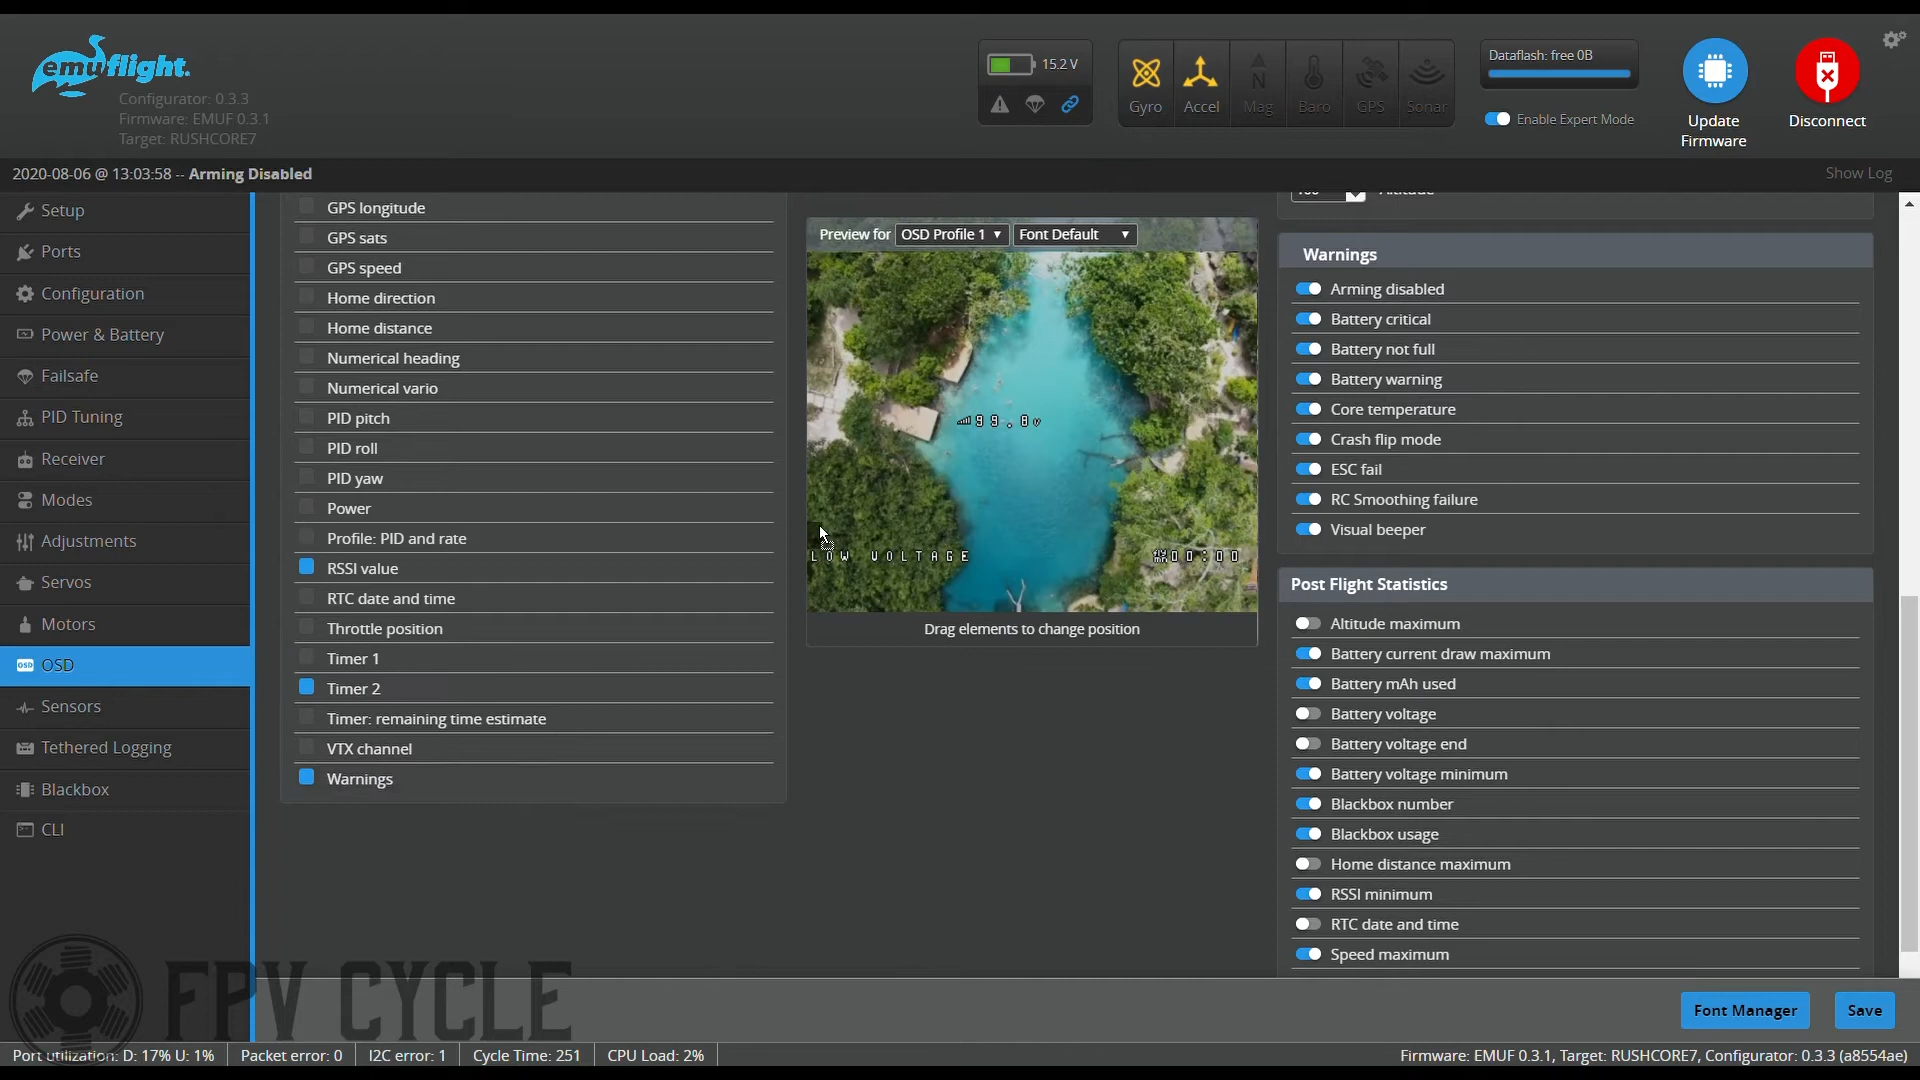 emuflight.
Configurator: 0.3.3
Firmware: EMUF 0.3.1
Target: RUSHCORE7
15.2 V
Gyro
Accel
Mag
Baro
GPS
Sonar
Dataflash: free 0B
Enable Expert Mode
Update
Firmware
Disconnect
2020-08-06 @ 13:03:58 -- Arming Disabled
Show Log
Setup
Ports
Configuration
Power & Battery
Failsafe
PID Tuning
Receiver
Modes
Adjustments
Servos
Motors
OSD OSD
Sensors
Tethered Logging
Blackbox
CLI
GPS longitude
GPS sats
GPS speed
Home direction
Home distance
Numerical heading
Numerical vario
PID pitch
PID roll
PID yaw
Power
Profile: PID and rate
RSSI value
RTC date and time
Throttle position
Timer 1
Timer 2
Timer: remaining time estimate
VTX channel
Warnings
Preview for OSD Profile 1 Font Default
99.8V
LOW VOLTAGE
00:00
Drag elements to change position
Altitude
Warnings
Arming disabled
Battery critical
Battery not full
Battery warning
Core temperature
Crash flip mode
ESC fail
RC Smoothing failure
Visual beeper
Post Flight Statistics
Altitude maximum
Battery current draw maximum
Battery mAh used
Battery voltage
Battery voltage end
Battery voltage minimum
Blackbox number
Blackbox usage
Home distance maximum
RSSI minimum
RTC date and time
Speed maximum
FPV CYCLE
Font Manager
Save
Port utilization: D: 17% U: 1%
Packet error: 0
I2C error: 1
Cycle Time: 251
CPU Load: 2%
Firmware: EMUF 0.3.1, Target: RUSHCORE7, Configurator: 0.3.3 (a8554ae)